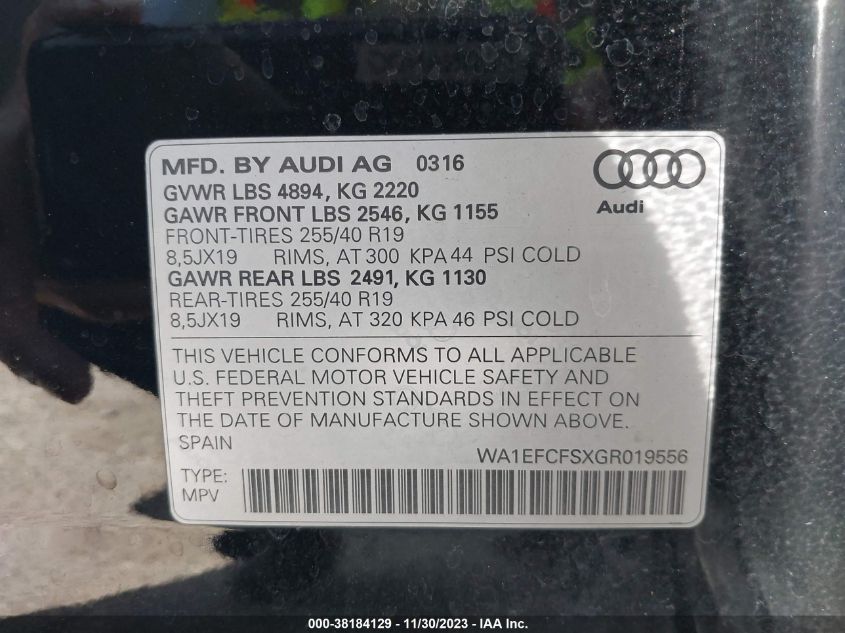 MFD. BY AUDI AG 0316
GVWR LBS 4894, KG 2220
GAWR FRONT LBS 2546, KG 1155
FRONT-TIRES 255/40 R19
8,5JX19 RIMS, AT 300 KPA 44 PSI COLD
GAWR REAR LBS 2491, KG 1130
REAR-TIRES 255/40 R19
8,5JX19 RIMS, AT 320 KPA 46 PSI COLD
Audi
THIS VEHICLE CONFORMS TO ALL APPLICABLE
U.S. FEDERAL MOTOR VEHICLE SAFETY AND
THEFT PREVENTION STANDARDS IN EFFECT ON
THE DATE OF MANUFACTURE SHOWN ABOVE.
SPAIN
WA1EFCFSXGR019556
TYPE:
MPV
000-38184129 - 11/30/2023 - IAA, Inc.